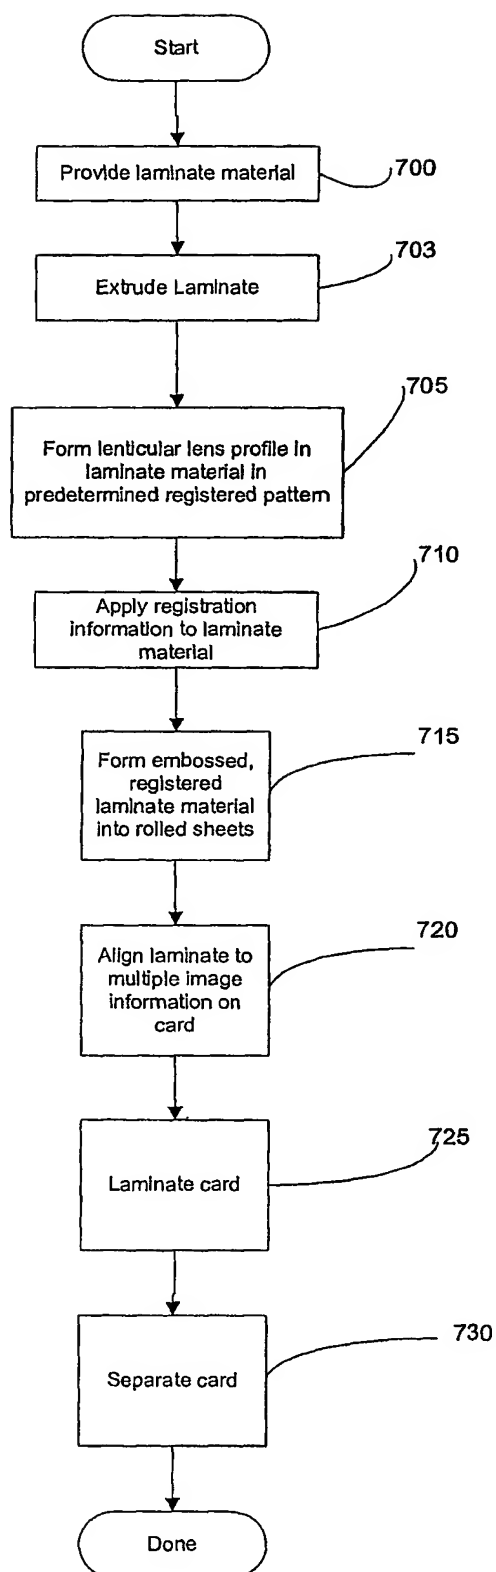 Start
Provide laminate material
700
703
Extrude Laminate
705
Form lenticular lens profile in
laminate material in
predetermined registered pattern
710
Apply registration
information to laminate
material
715
Form embossed,
registered
laminate material
into rolled sheets
720
Align laminate to
multiple image
information on
card
725
Laminate card
730
Separate card
Done